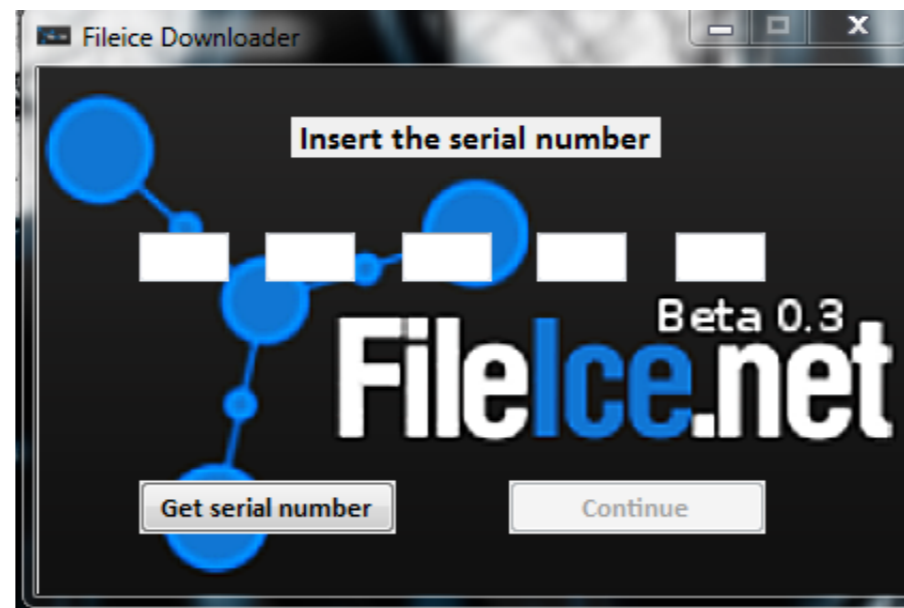 Fileice Downloader
Insert the serial number
Beta 0.3
FileIce.net
Get serial number
Continue